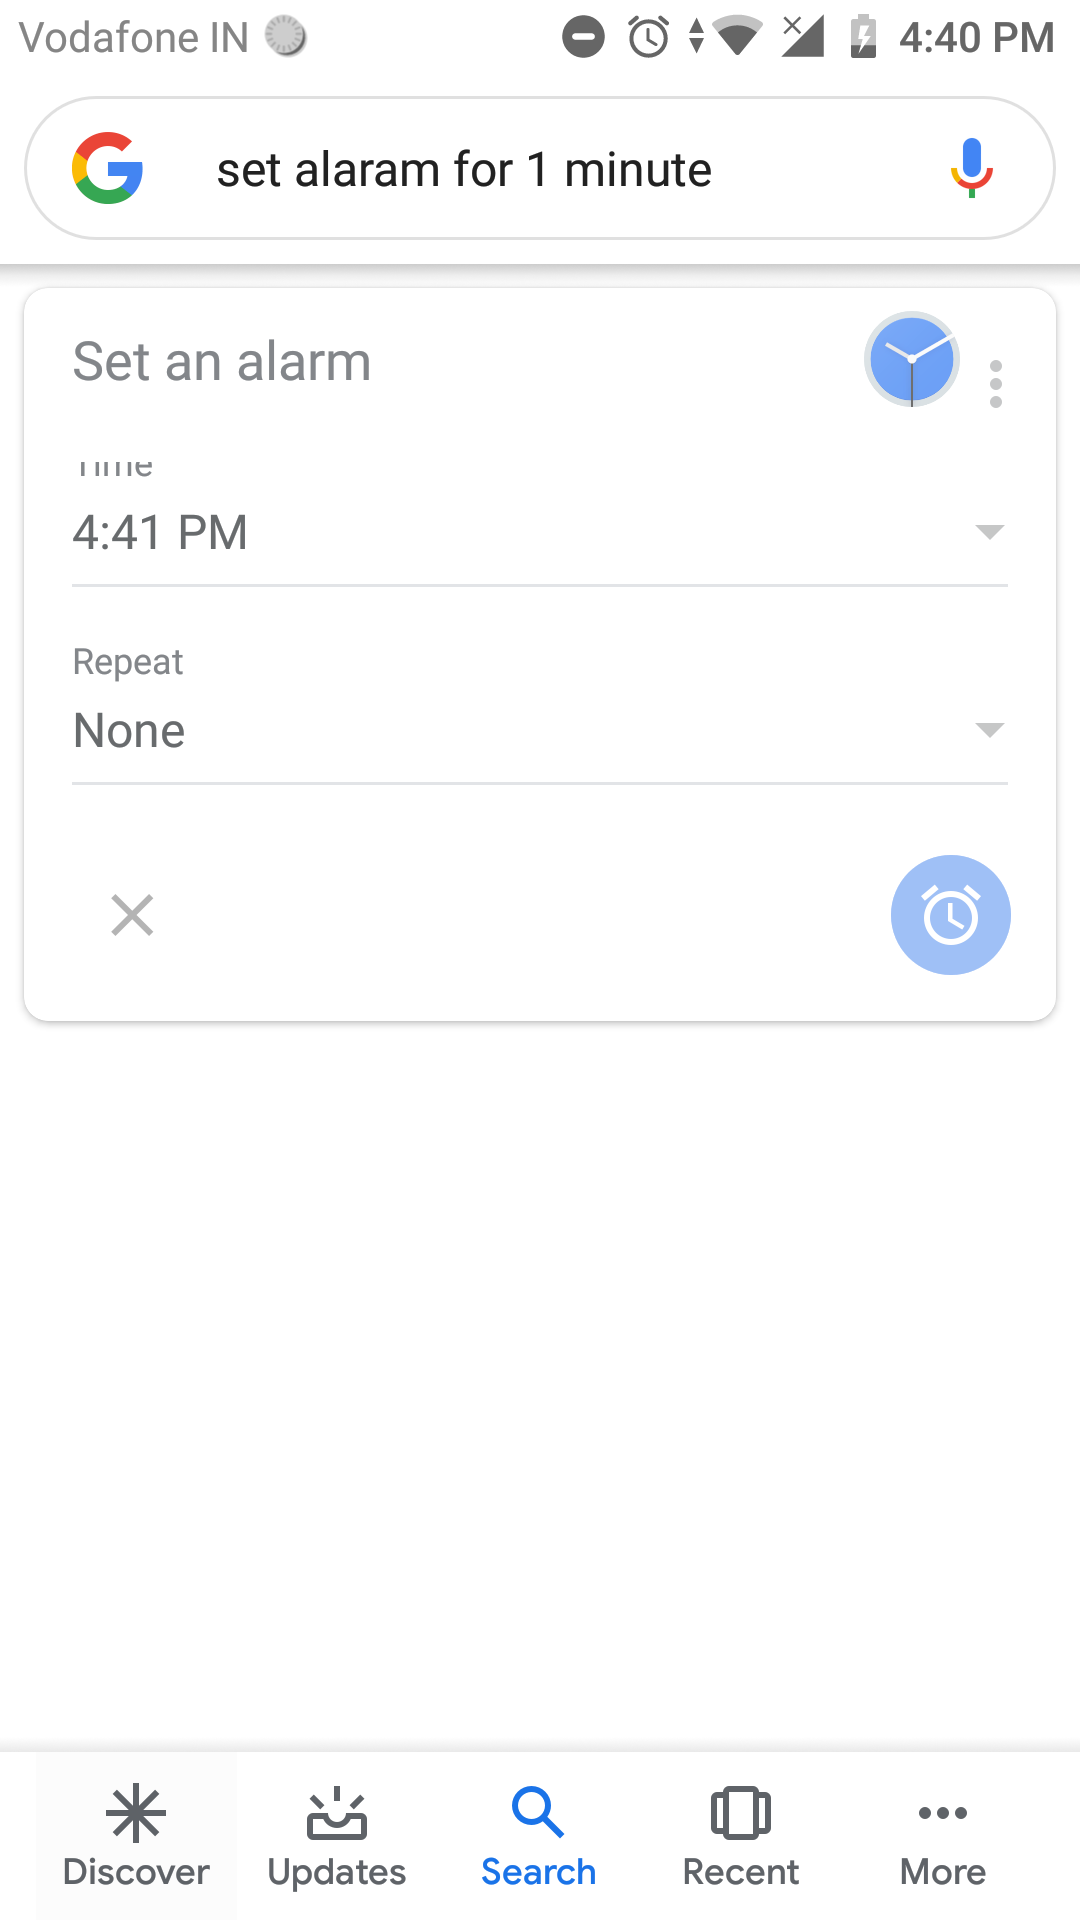 Vodafone IN
4:40 PM
set alaram for 1 minute
Set an alarm
Time
4:41 PM
Repeat
None
Discover
Updates
Search
Recent
More